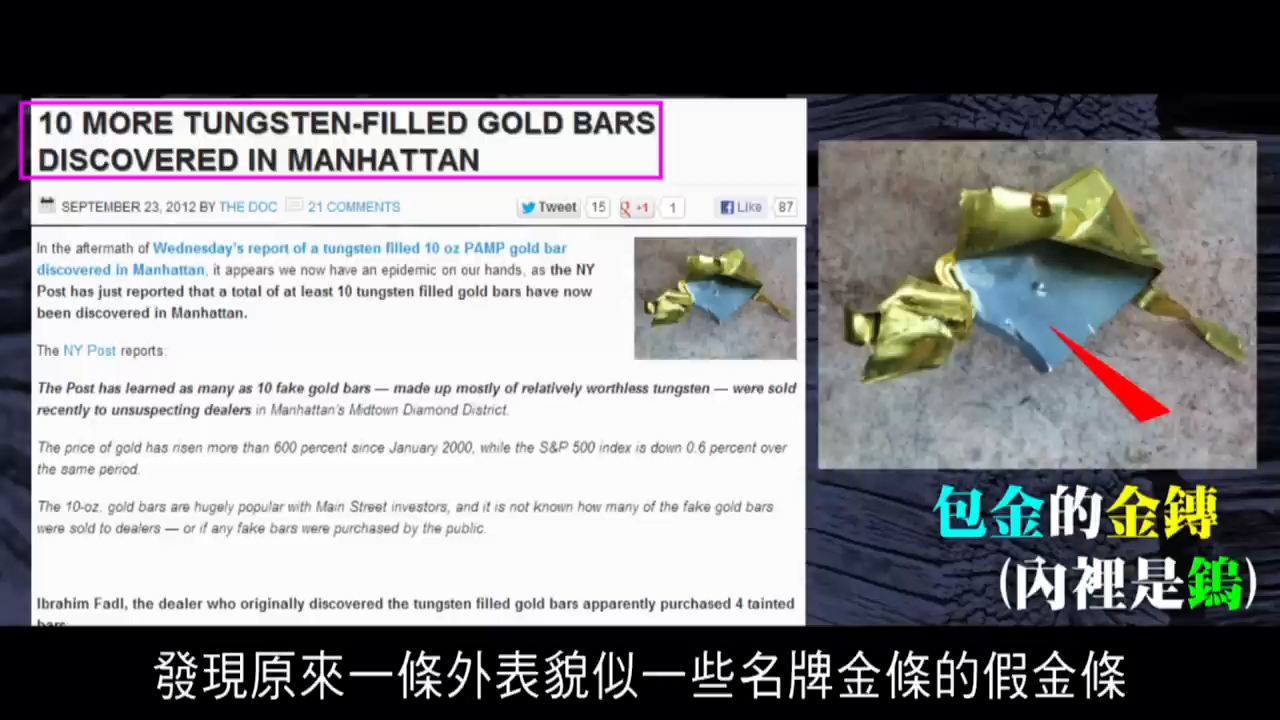 10 MORE TUNGSTEN-FILLED GOLD BARS
DISCOVERED IN MANHATTAN
SEPTEMBER 23, 2012 BY THE DOC 21 COMMENTS Tweet 15 +1 1 Like 87
In the aftermath of Wednesday's report of a tungsten filled 10 oz PAMP gold bar
discovered in Manhattan, it appears we now have an epidemic on our hands, as the NY
Post has just reported that a total of at least 10 tungsten filled gold bars have now
been discovered in Manhattan.
The NY Post reports:
The Post has learned as many as 10 fake gold bars — made up mostly of relatively worthless tungsten — were sold
recently to unsuspecting dealers in Manhattan's Midtown Diamond District.
The price of gold has risen more than 600 percent since January 2000, while the S&P 500 index is down 0.6 percent over
the same period.
The 10-oz. gold bars are hugely popular with Main Street investors, and it is not known how many of the fake gold bars
were sold to dealers — or if any fake bars were purchased by the public.
Ibrahim Fadl, the dealer who originally discovered the tungsten filled gold bars apparently purchased 4 tainted
bars:
包金的金鏄
(內裡是鎢)
發現原來一條外表貌似一些名牌金條的假金條